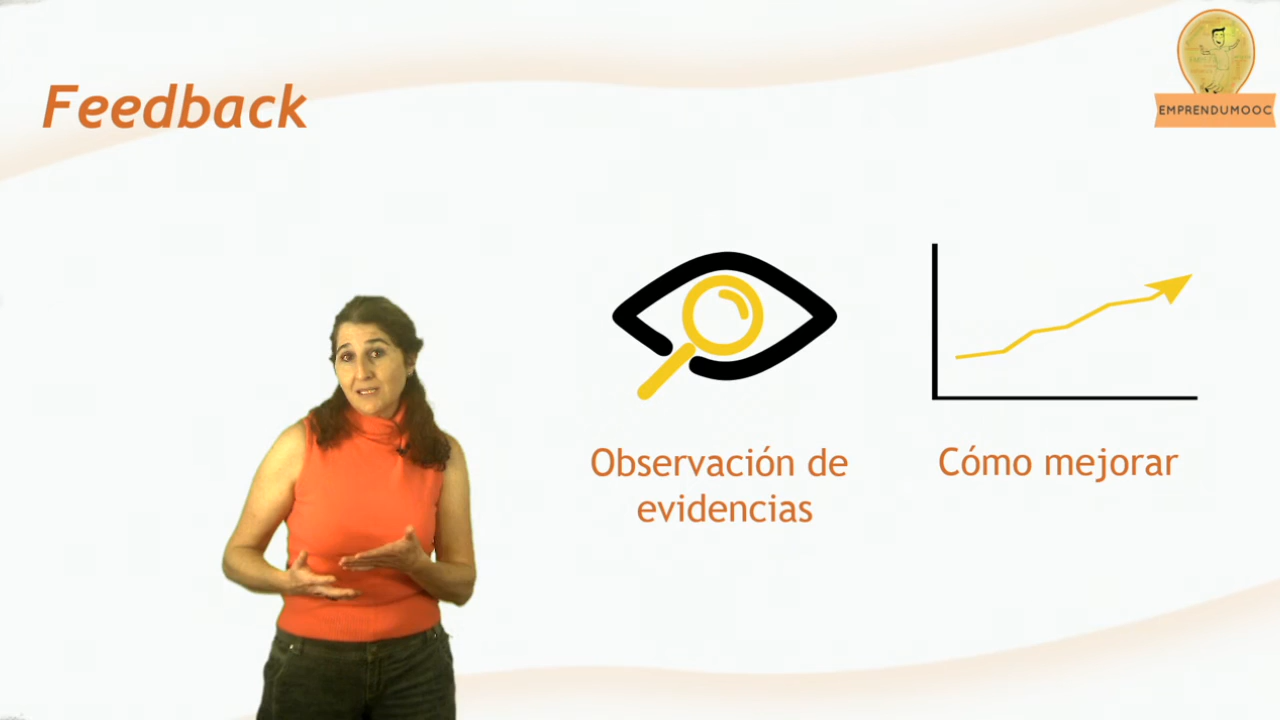 Feedback
EMPRENDUMOOC
Observación de
evidencias
Cómo mejorar